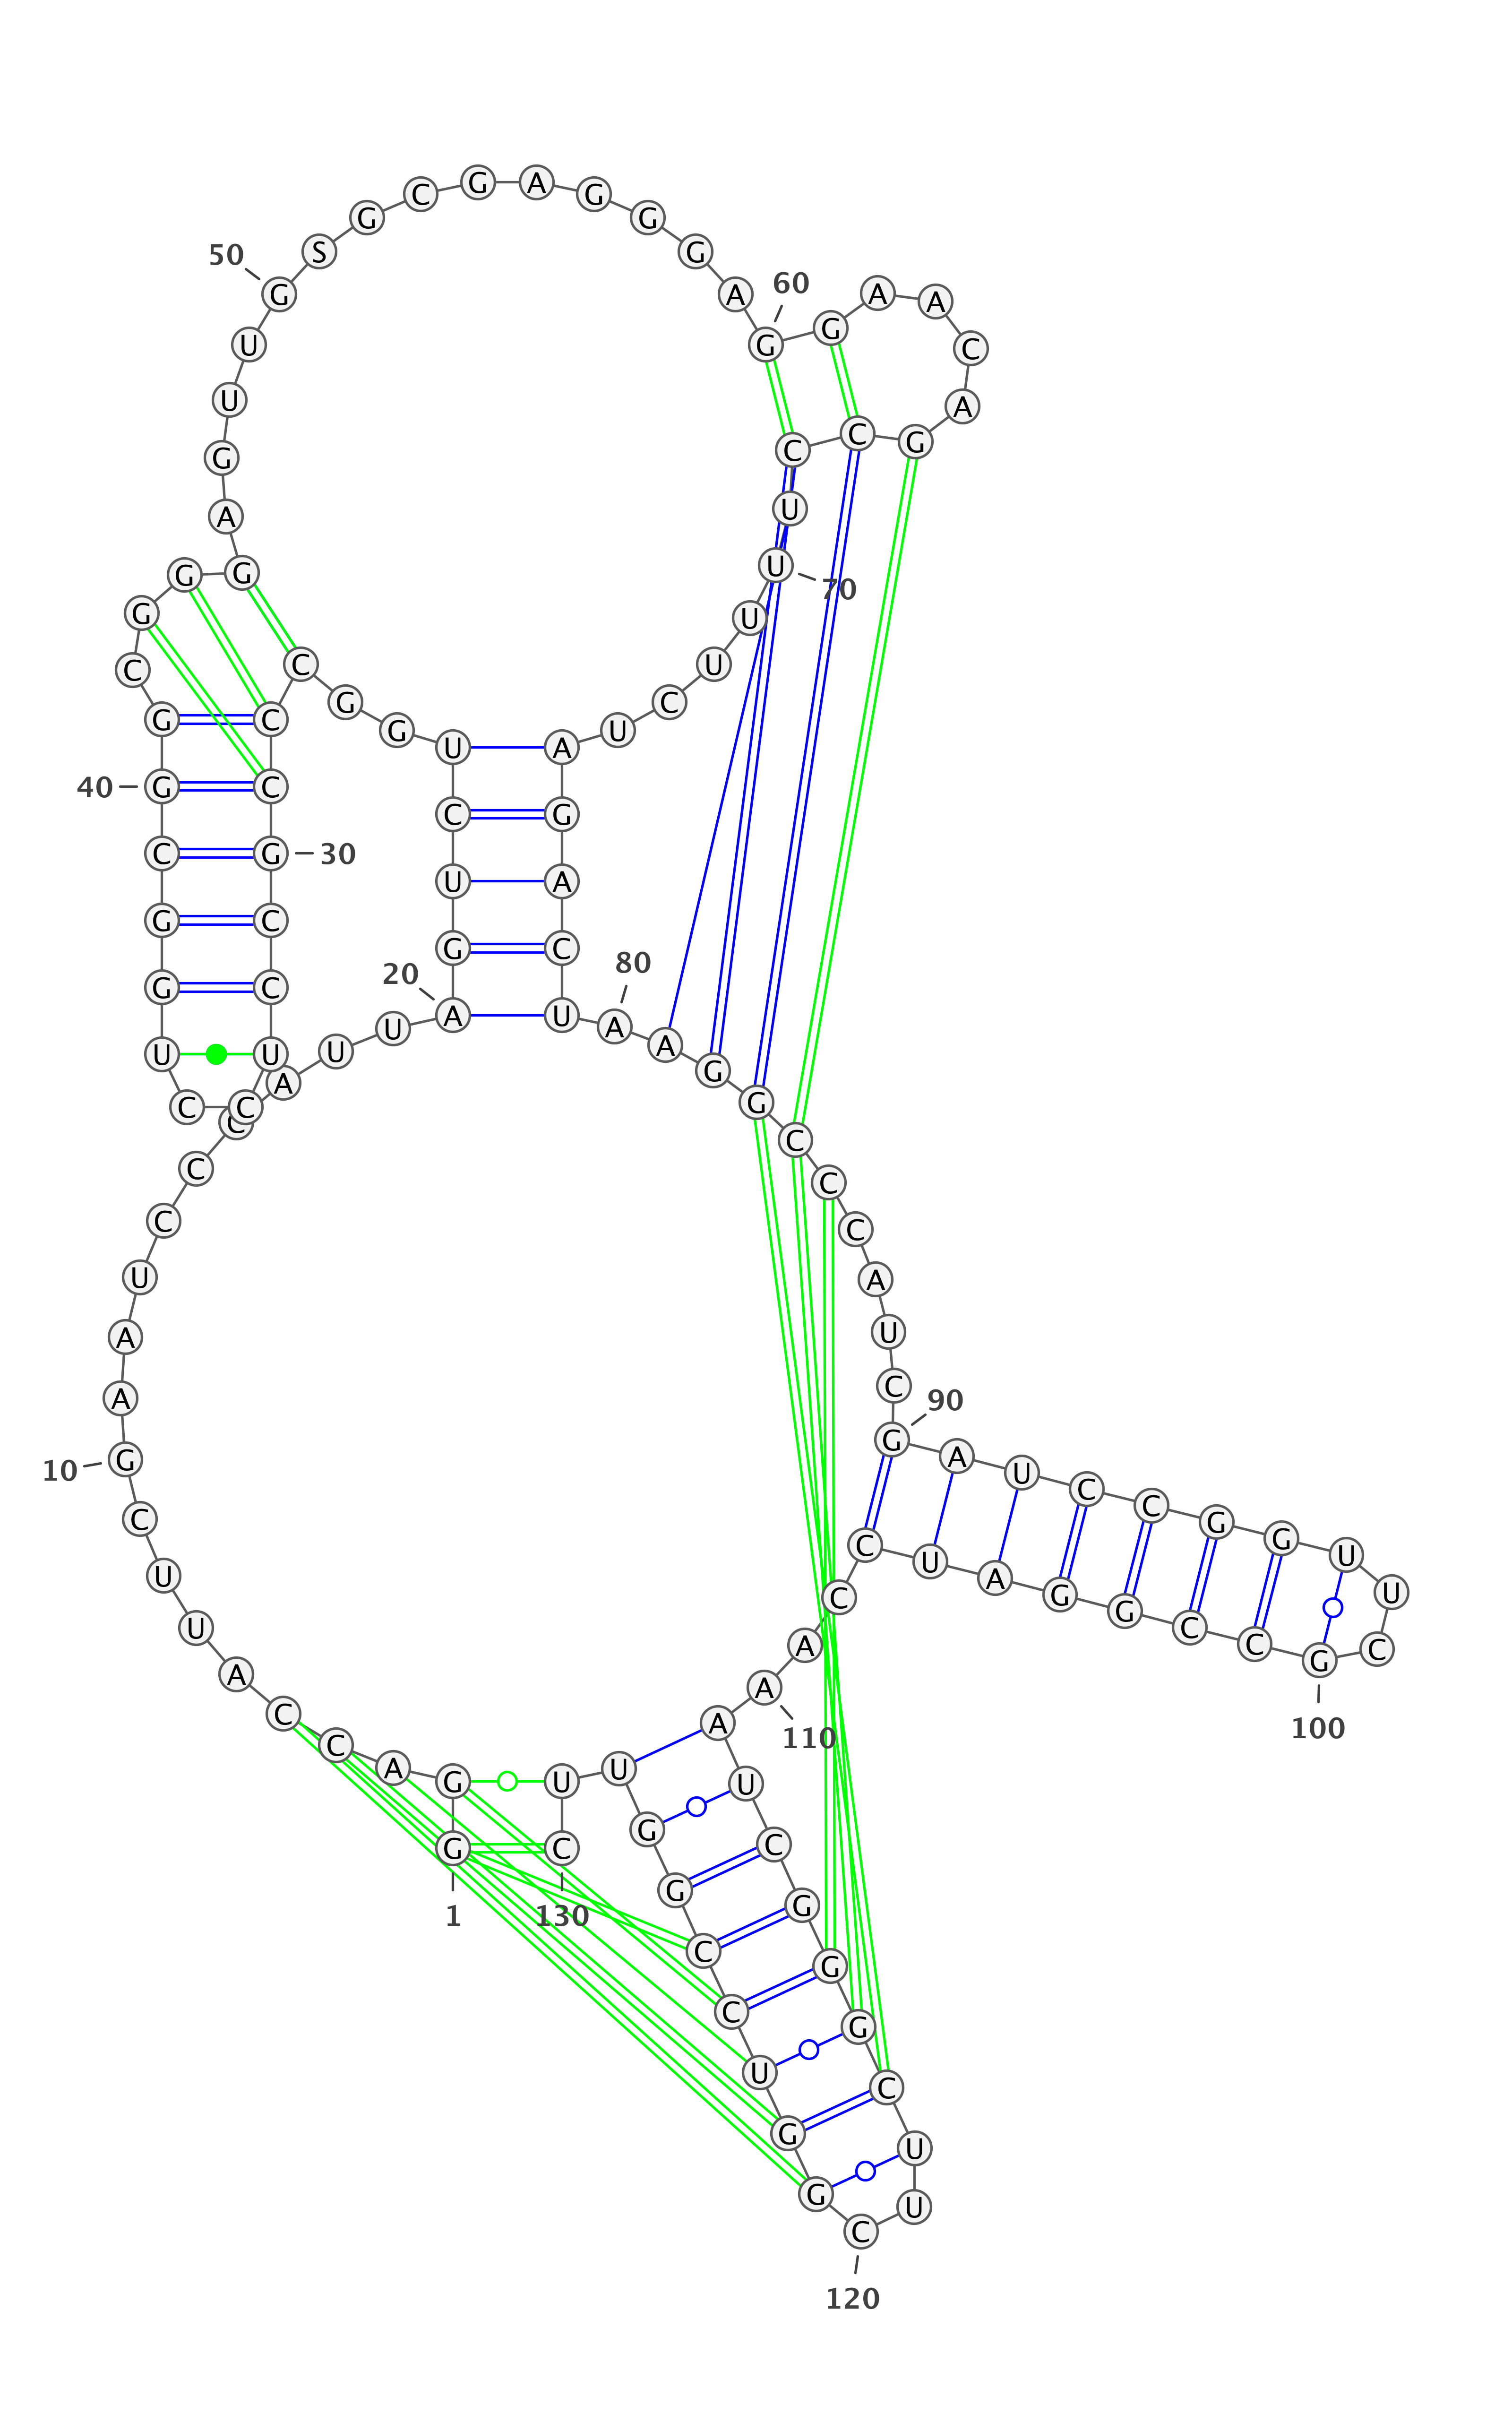 1
G G A C C A U U C
10
G A A U C C C A U U
20
A G U C U G G C C C
30
G C C U C C U G G C
40
G G C G G G A G U U
50
G S G C G A G G G A
60
G G A A C A G C C U
70
U U U C U A G A C U
80
A A G G C C C A U C
90
G A U C C G G U U C
100
G C C G G A U C C A
110
A A U C G G G C U U
120
C G G U C C G G U U
130
C